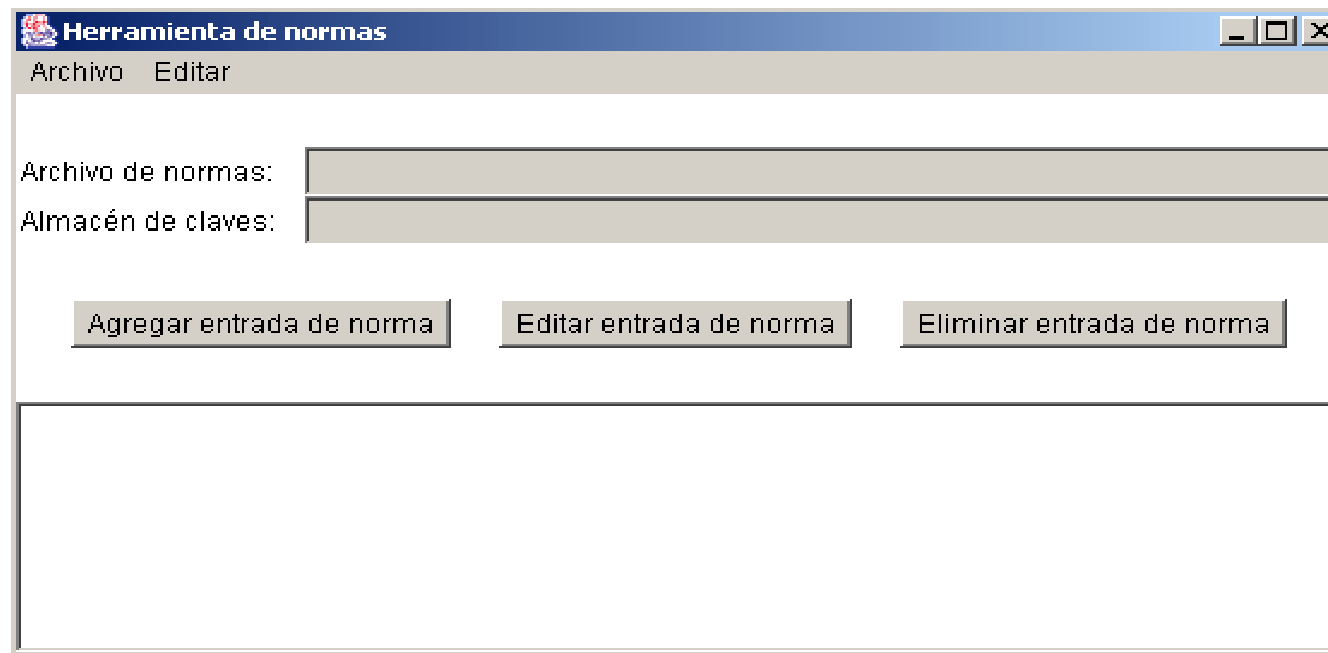 Herramienta de normas
Archivo Editar
Archivo de normas:
Almacén de claves:
Agregar entrada de norma Editar entrada de norma Eliminar entrada de norma